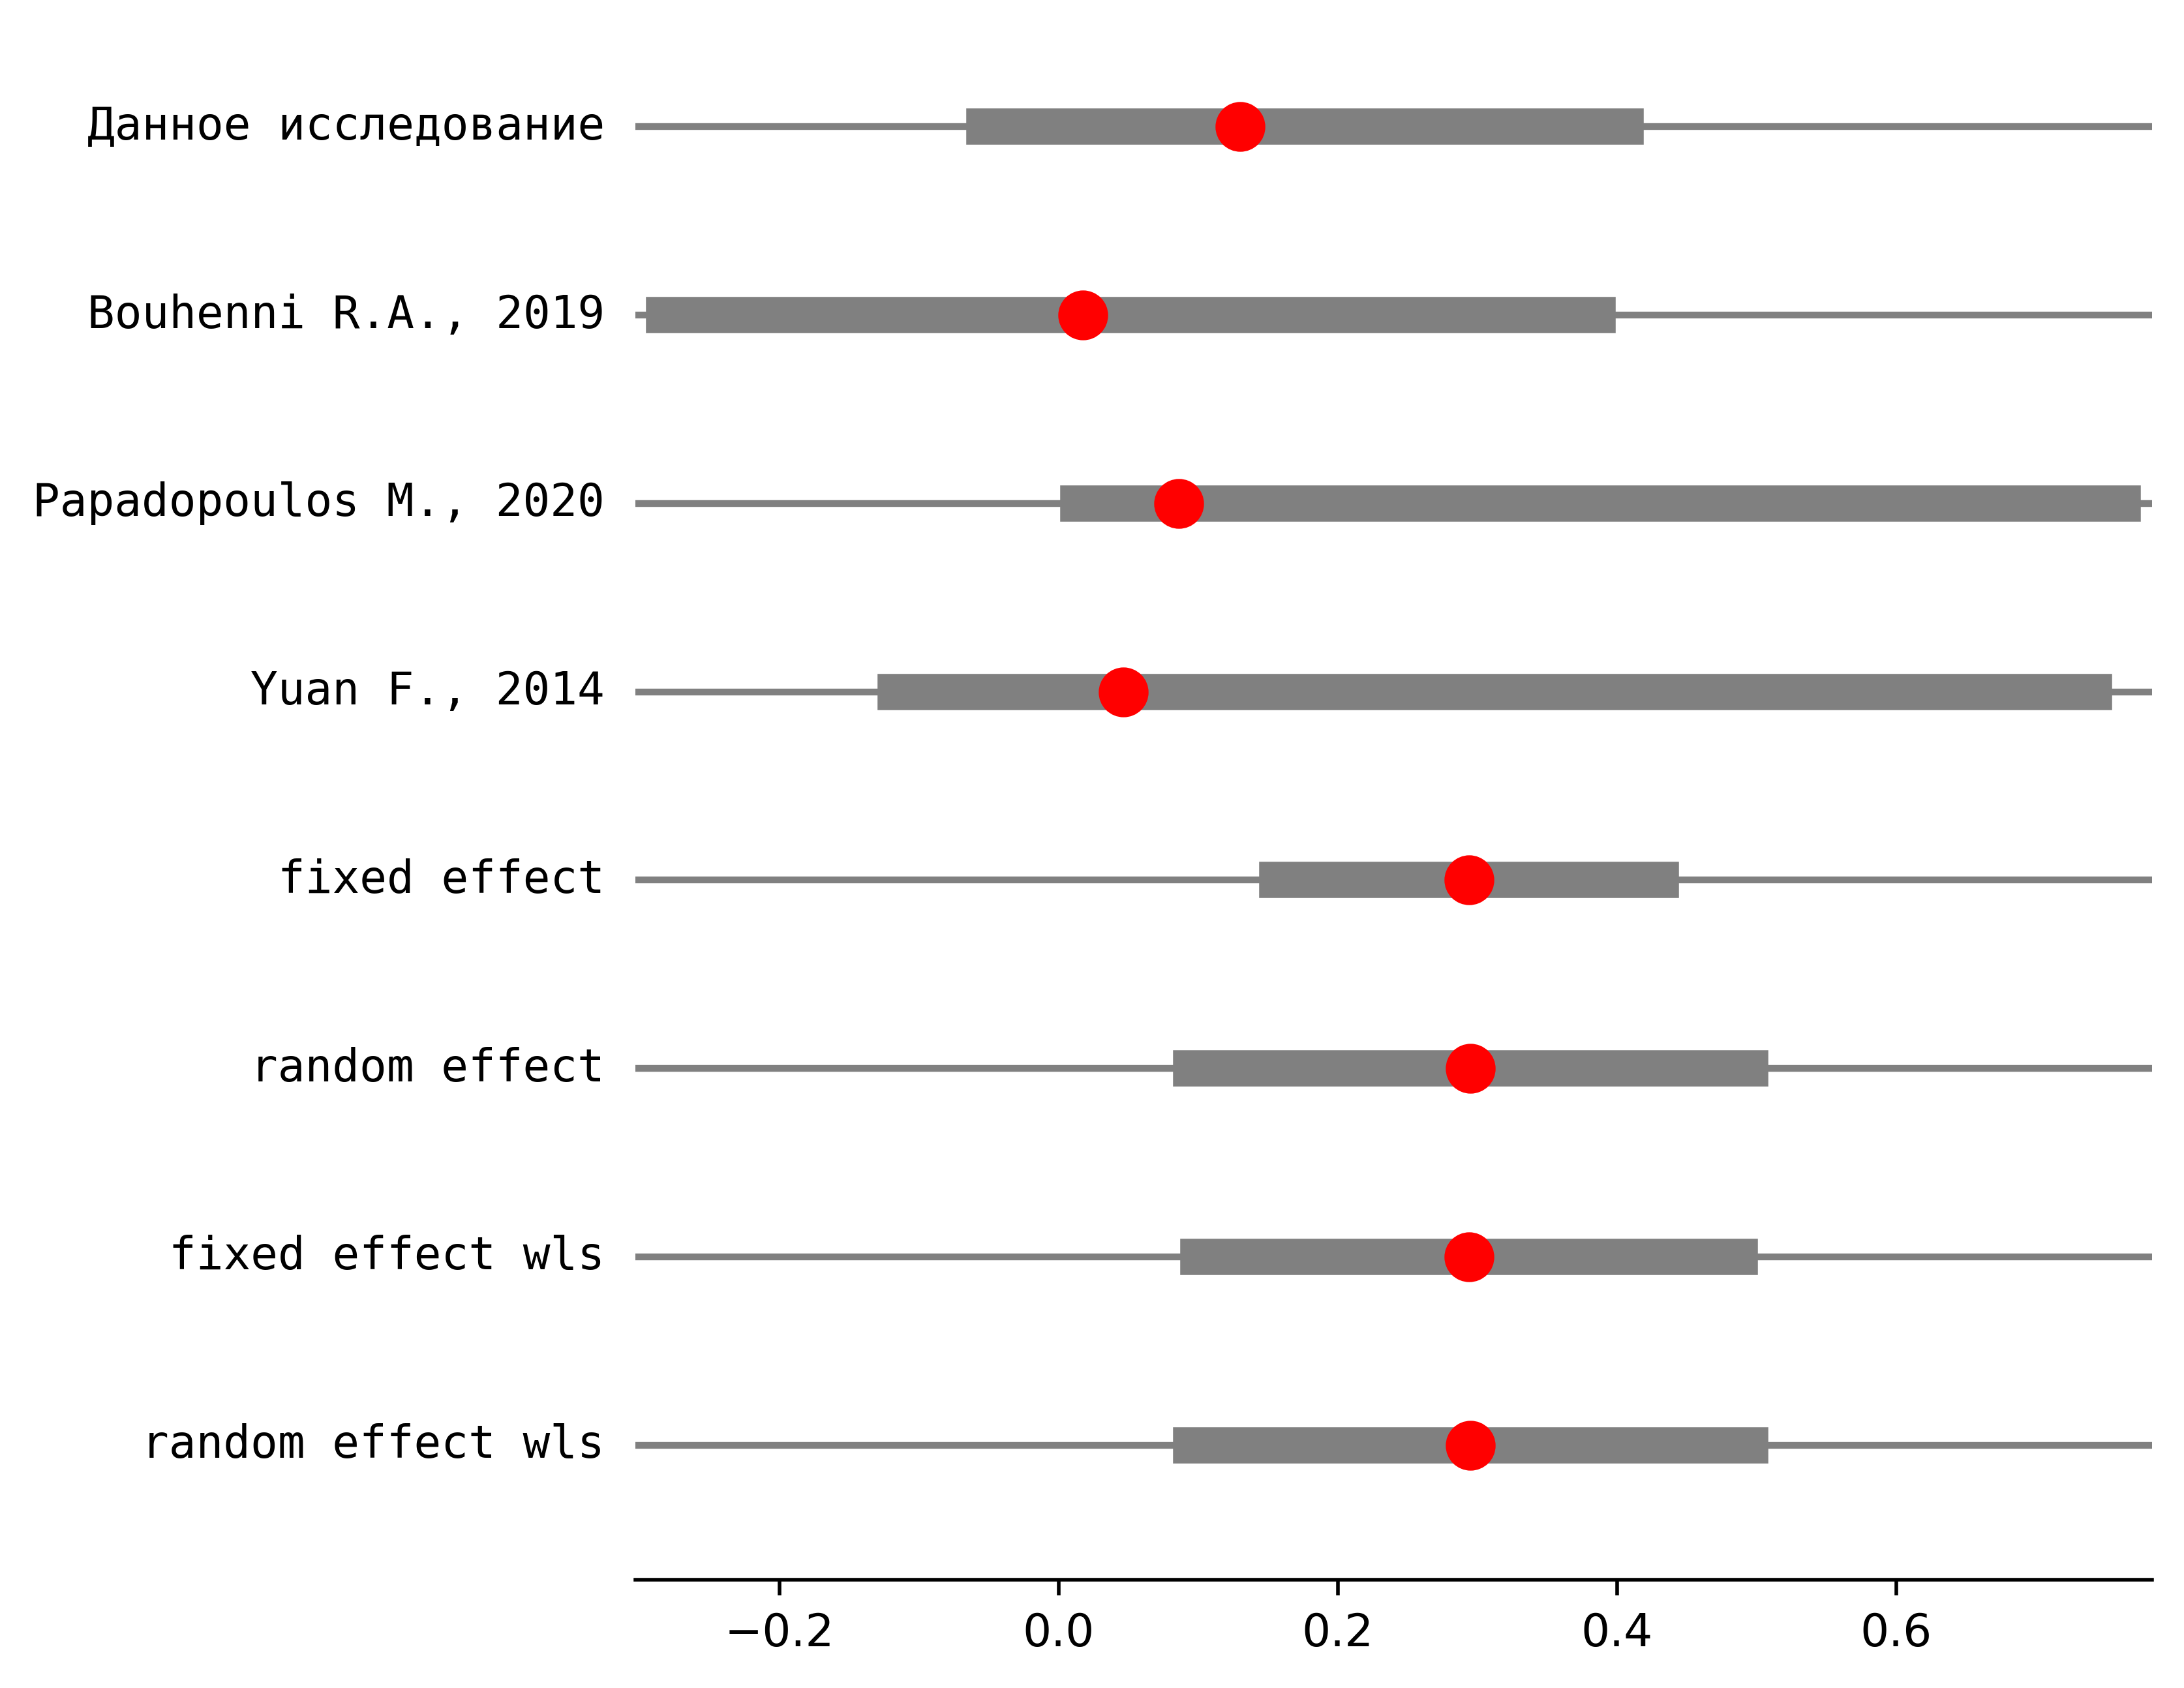 Данное исследование
Bouhenni R.A., 2019
Papadopoulos M., 2020
Yuan F., 2014
fixed effect
random effect
fixed effect wls
random effect wls
−0.2 0.0 0.2 0.4 0.6